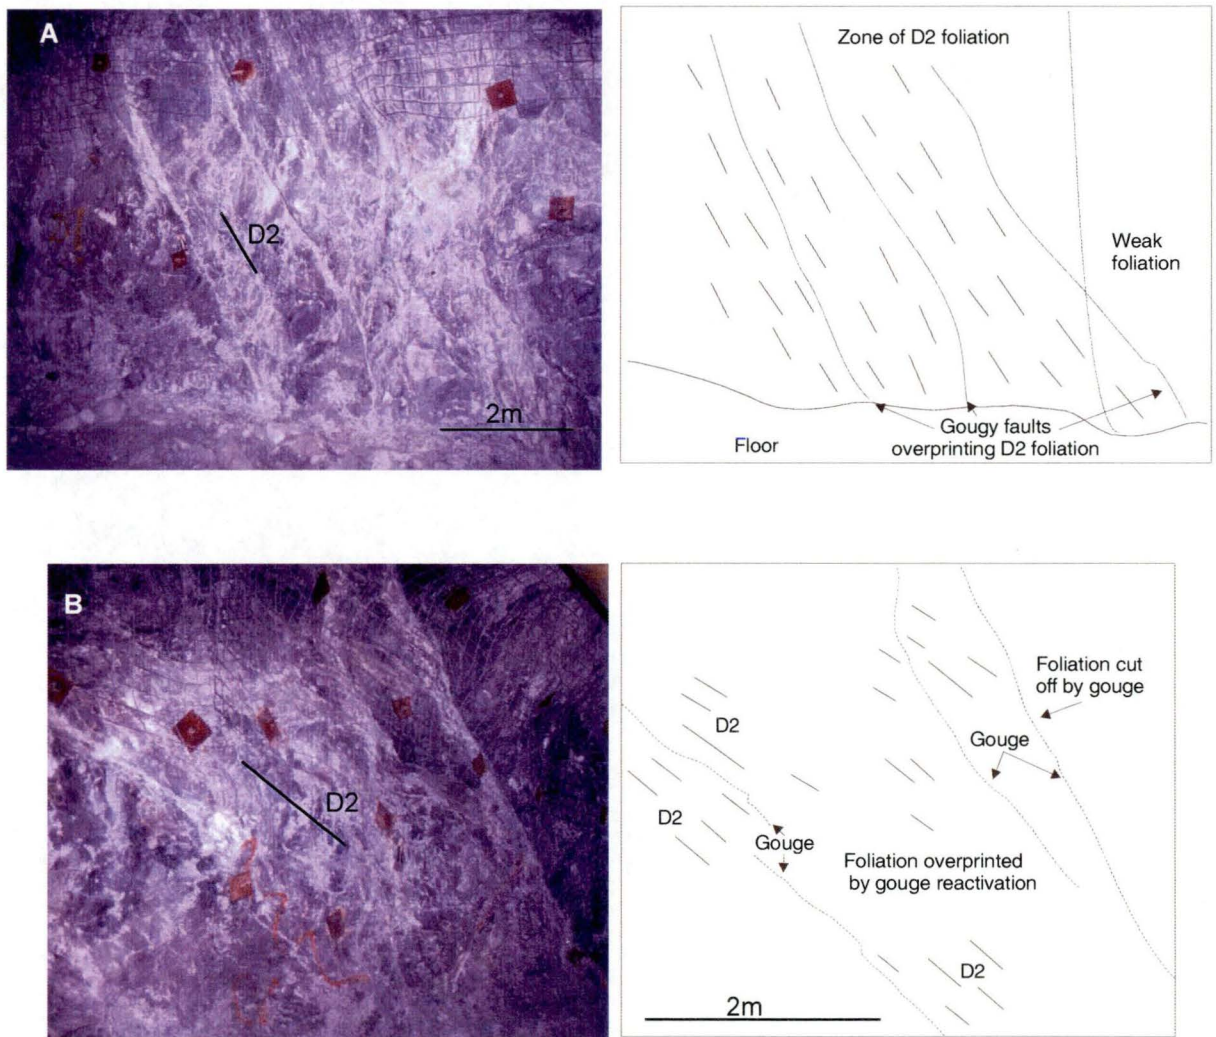 A
D2
2m
Zone of D2 foliation
Weak
foliation
Gougy faults
overprinting D2 foliation
Floor
B
D2
Foliation cut
off by gouge
Gouge
D2
D2
Gouge
Foliation overprinted
by gouge reactivation
D2
2m